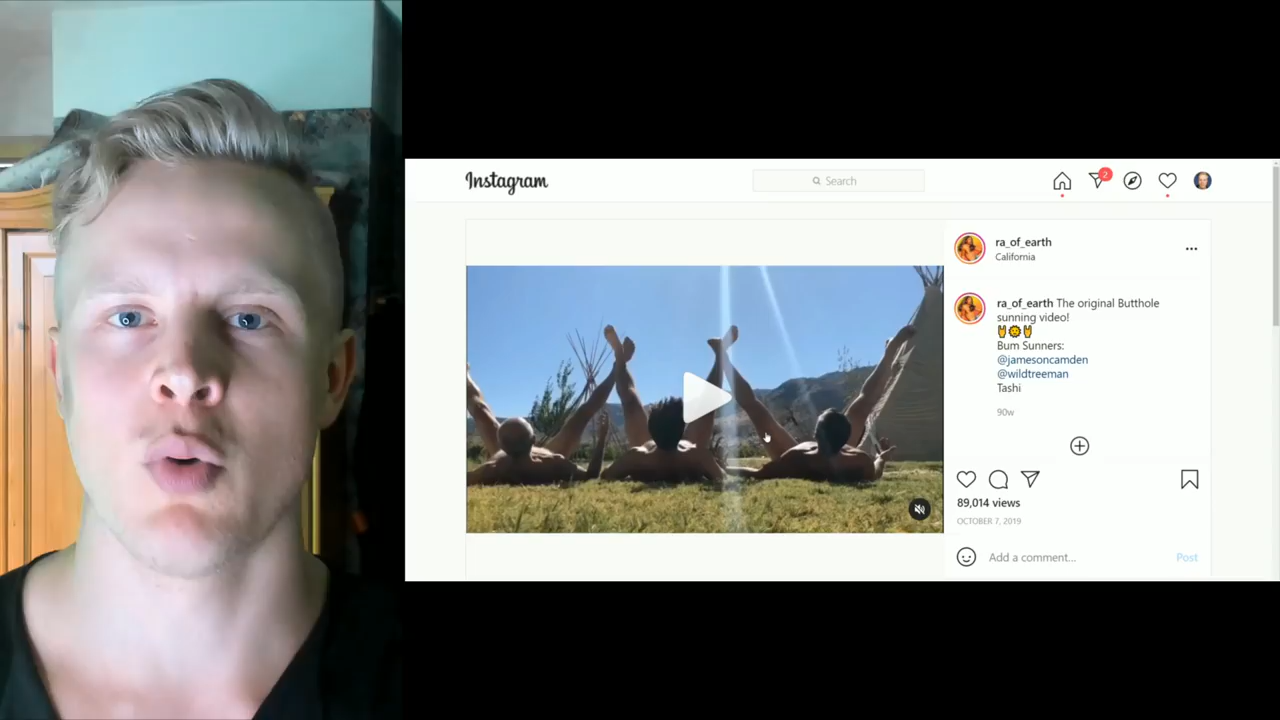 Instagram
Search
2
ra_of_earth
California
ra_of_earth The original Butthole
sunning video!
Bum Sunners:
@jamesoncamden
@wildtreeman
Tashi
90w
89,014 views
OCTOBER 7, 2019
Add a comment...
Post